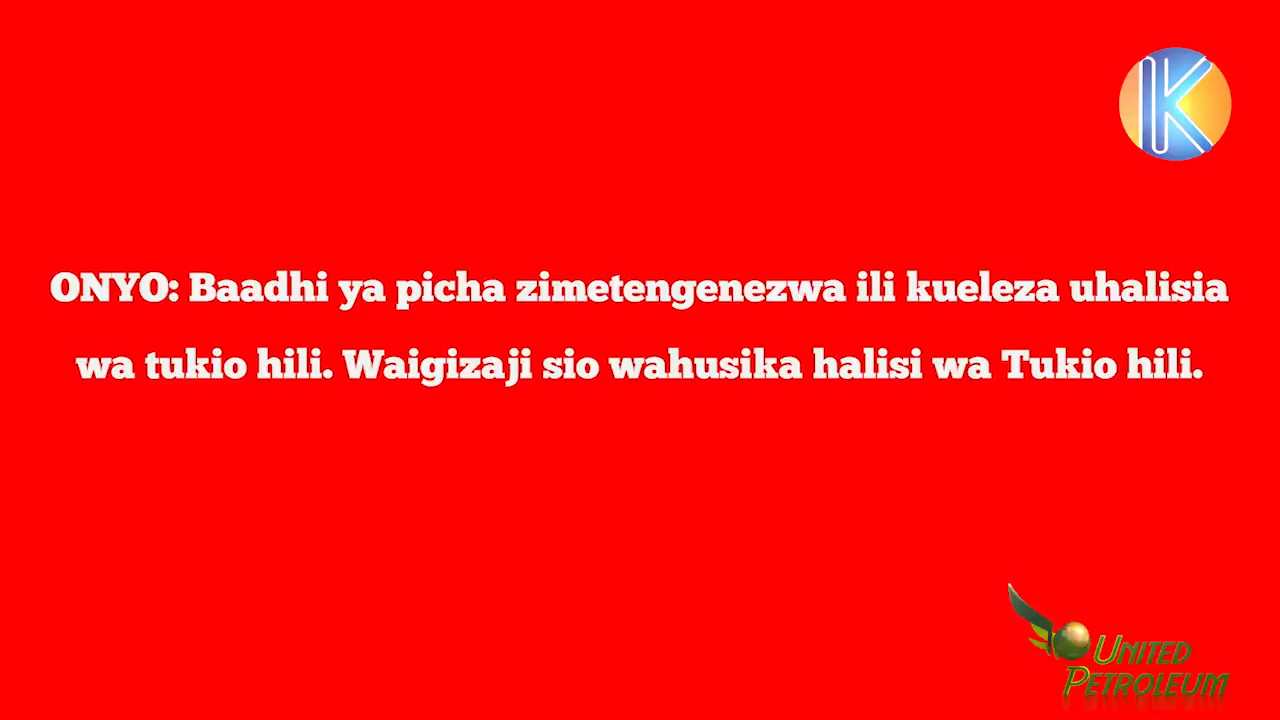 K
ONYO: Baadhi ya picha zimetengenezwa ili kueleza uhalisia
wa tukio hili. Waigizaji sio wahusika halisi wa Tukio hili.
UNITED
PETROLEUM